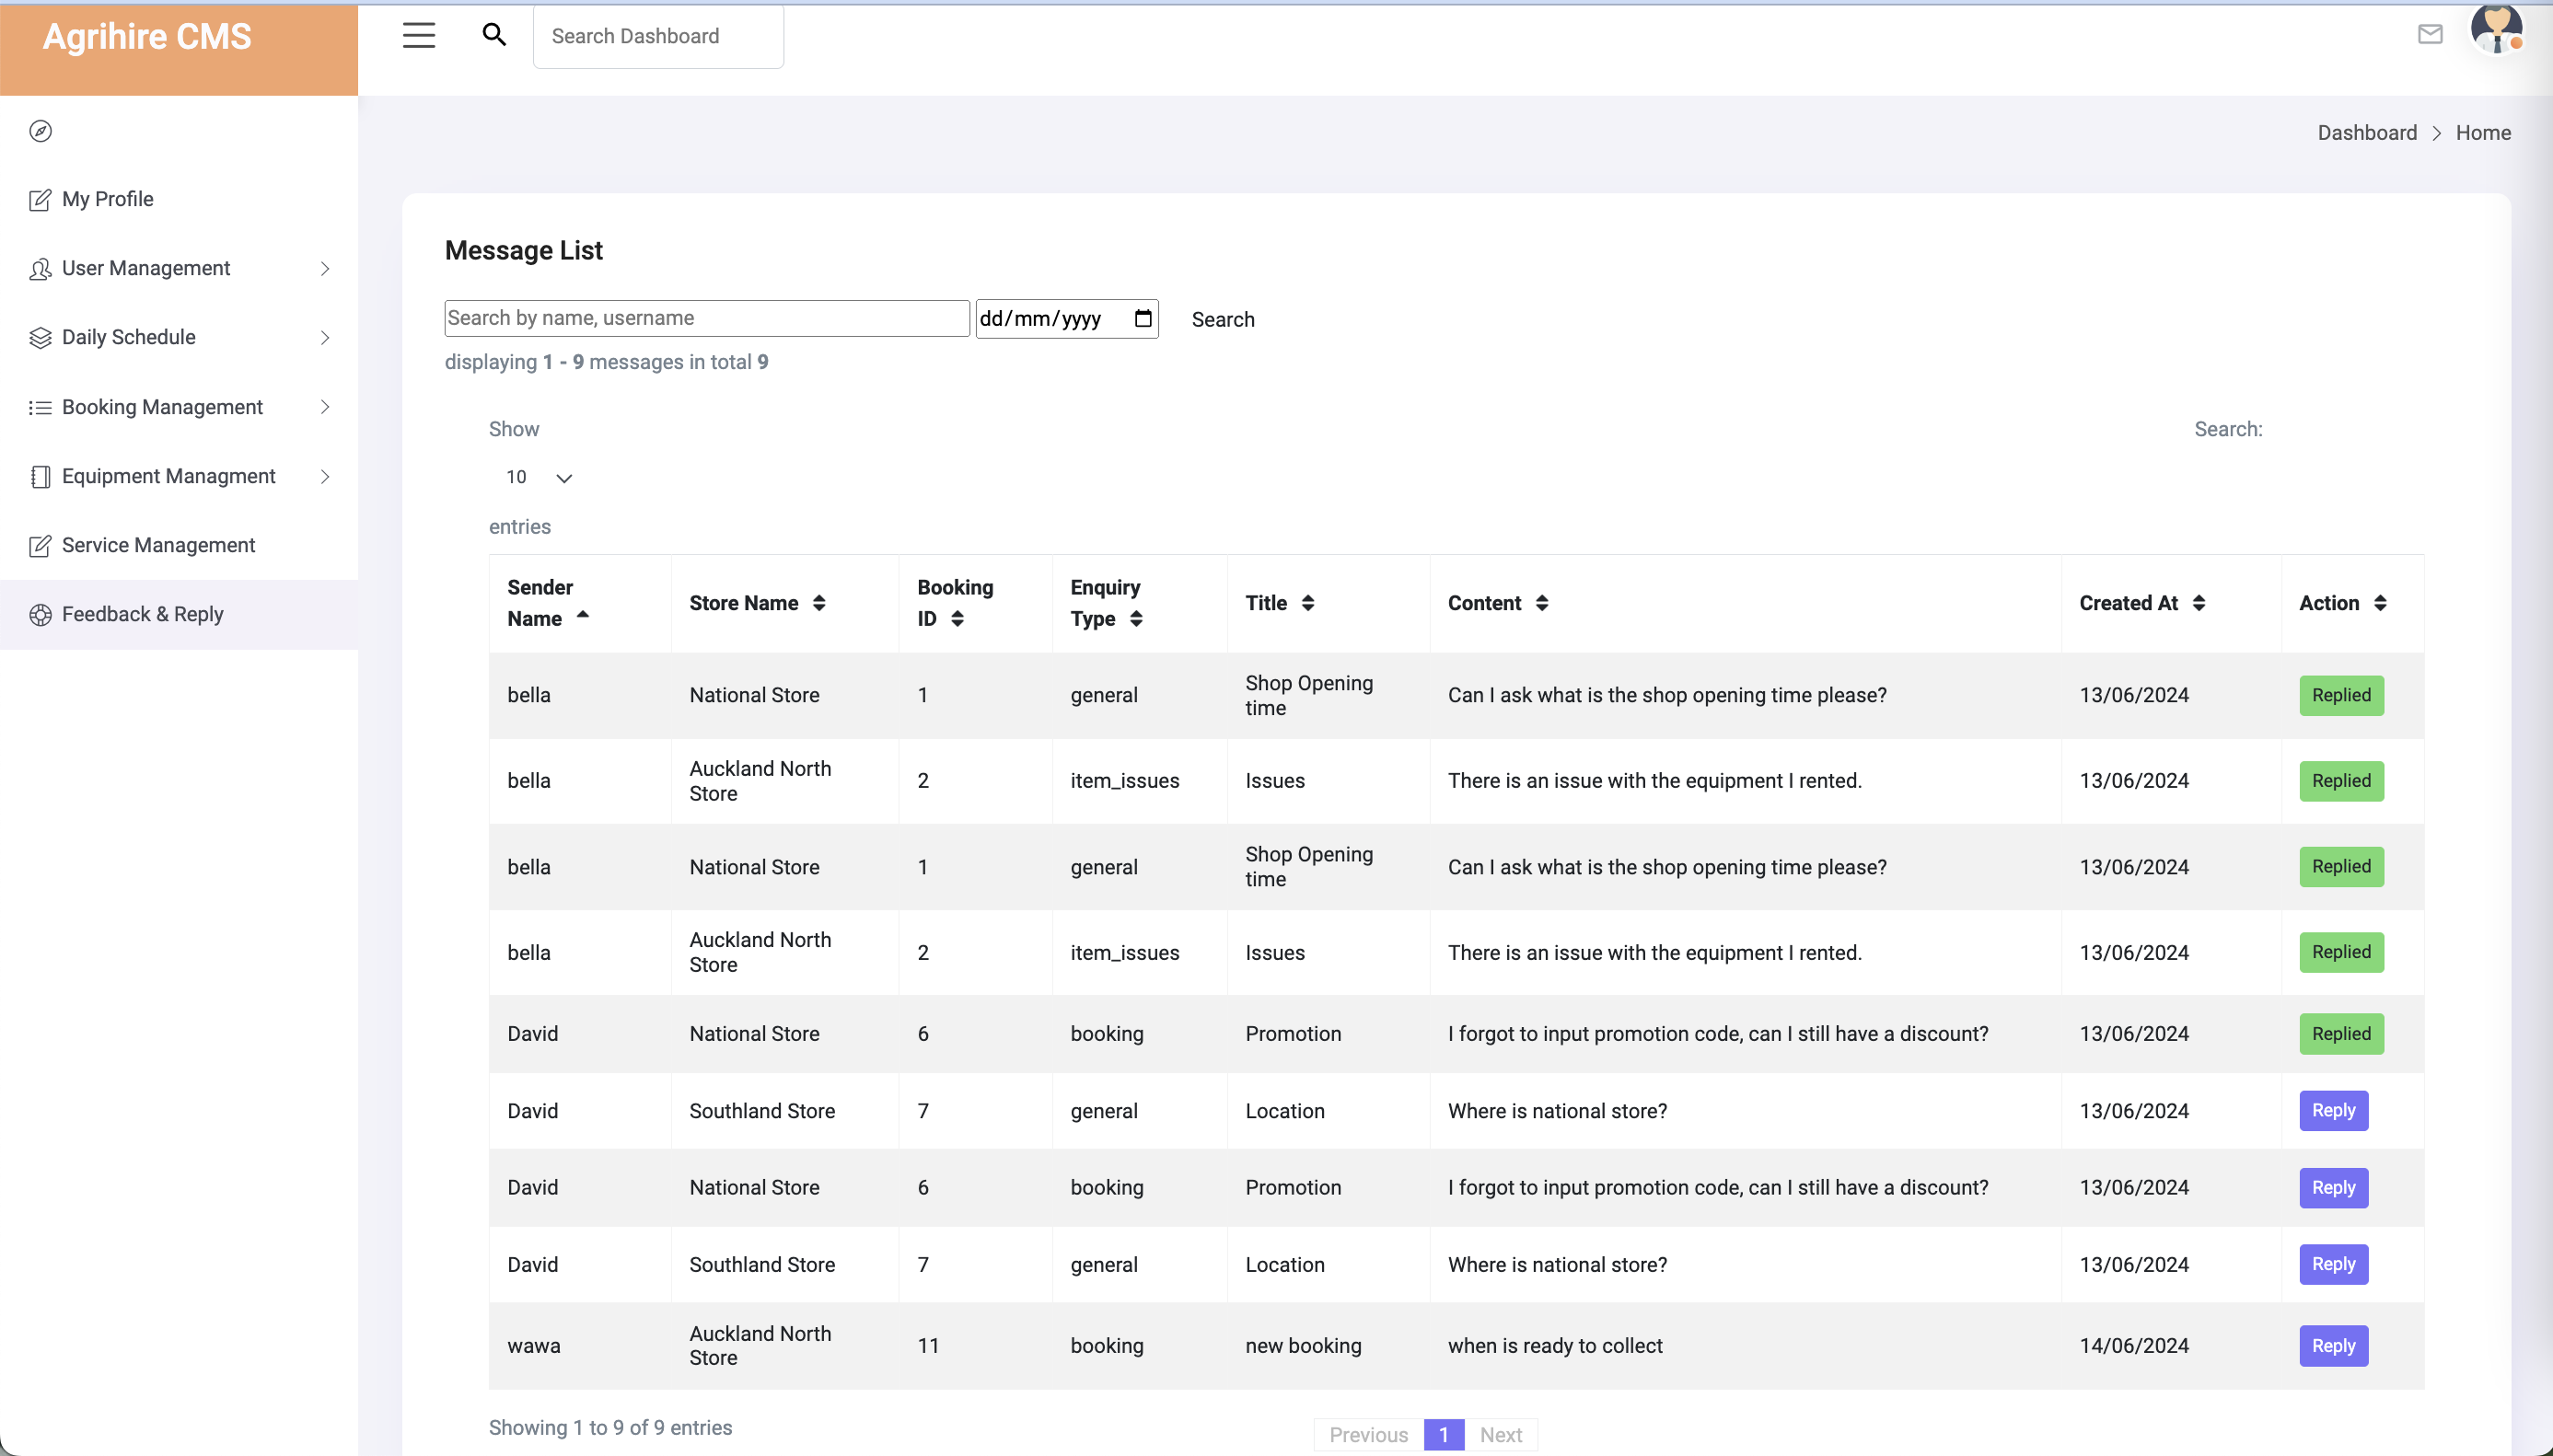 Agrihire CMS
Search Dashboard
Dashboard > Home
My Profile
User Management
Daily Schedule
Booking Management
Equipment Managment
Service Management
Feedback & Reply
Message List
Search by name, username dd/mm/yyyy Search
displaying 1 - 9 messages in total 9
Show Search:
10
entries
Sender Name Store Name Booking ID Enquiry Type Title Content Created At Action
bella National Store 1 general Shop Opening time Can I ask what is the shop opening time please? 13/06/2024 Replied
bella Auckland North Store 2 item_issues Issues There is an issue with the equipment I rented. 13/06/2024 Replied
bella National Store 1 general Shop Opening time Can I ask what is the shop opening time please? 13/06/2024 Replied
bella Auckland North Store 2 item_issues Issues There is an issue with the equipment I rented. 13/06/2024 Replied
David National Store 6 booking Promotion I forgot to input promotion code, can I still have a discount? 13/06/2024 Replied
David Southland Store 7 general Location Where is national store? 13/06/2024 Reply
David National Store 6 booking Promotion I forgot to input promotion code, can I still have a discount? 13/06/2024 Reply
David Southland Store 7 general Location Where is national store? 13/06/2024 Reply
wawa Auckland North Store 11 booking new booking when is ready to collect 14/06/2024 Reply
Showing 1 to 9 of 9 entries
Previous 1 Next